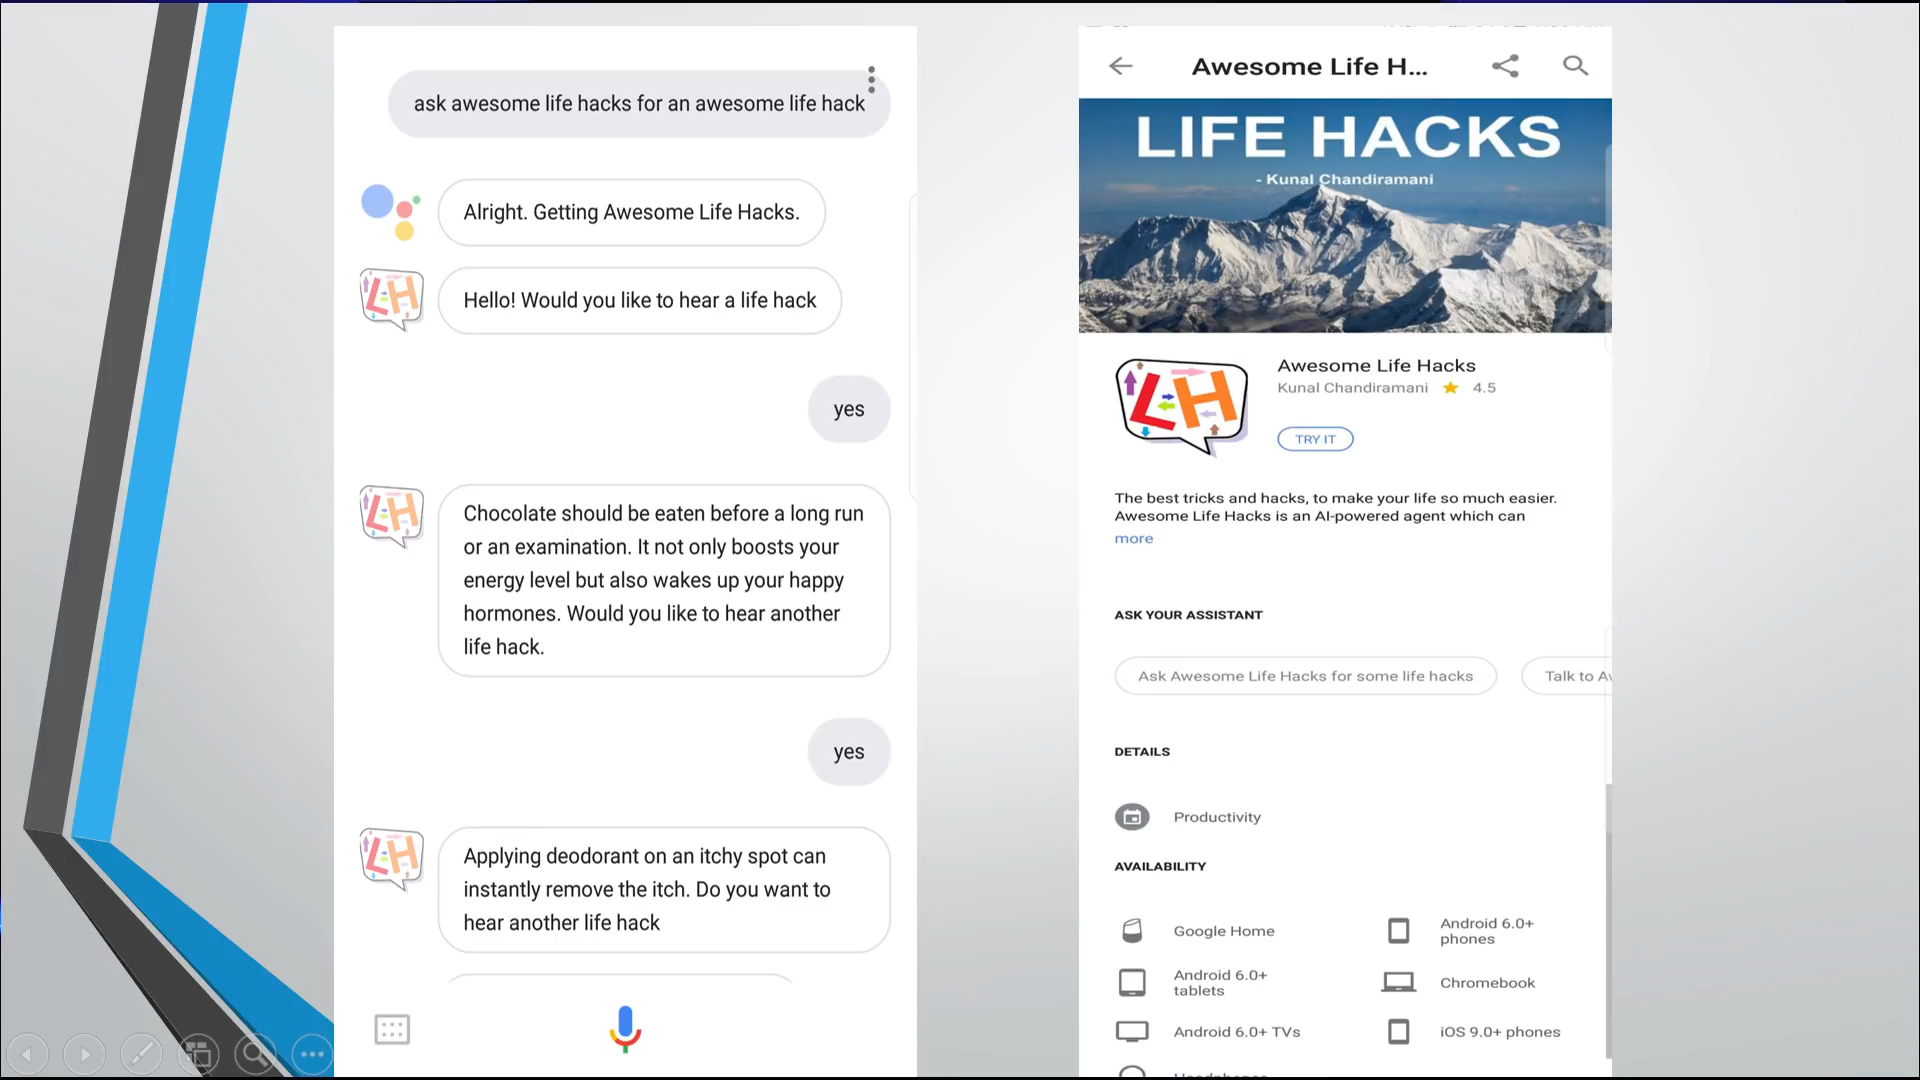 ask awesome life hacks for an awesome life hack
Alright. Getting Awesome Life Hacks.
LH
Hello! Would you like to hear a life hack
yes
LH
Chocolate should be eaten before a long run
or an examination. It not only boosts your
energy level but also wakes up your happy
hormones. Would you like to hear another
life hack.
yes
LH
Applying deodorant on an itchy spot can
instantly remove the itch. Do you want to
hear another life hack
Awesome Life H...
LIFE HACKS
- Kunal Chandiramani
LH
Awesome Life Hacks
Kunal Chandiramani 4.5
TRY IT
The best tricks and hacks, to make your life so much easier.
Awesome Life Hacks is an AI-powered agent which can
more
ASK YOUR ASSISTANT
Ask Awesome Life Hacks for some life hacks
Talk to
DETAILS
Productivity
AVAILABILITY
Google Home
Android 6.0+
phones
Android 6.0+
tablets
Chromebook
Android 6.0+ TVs
iOS 9.0+ phones